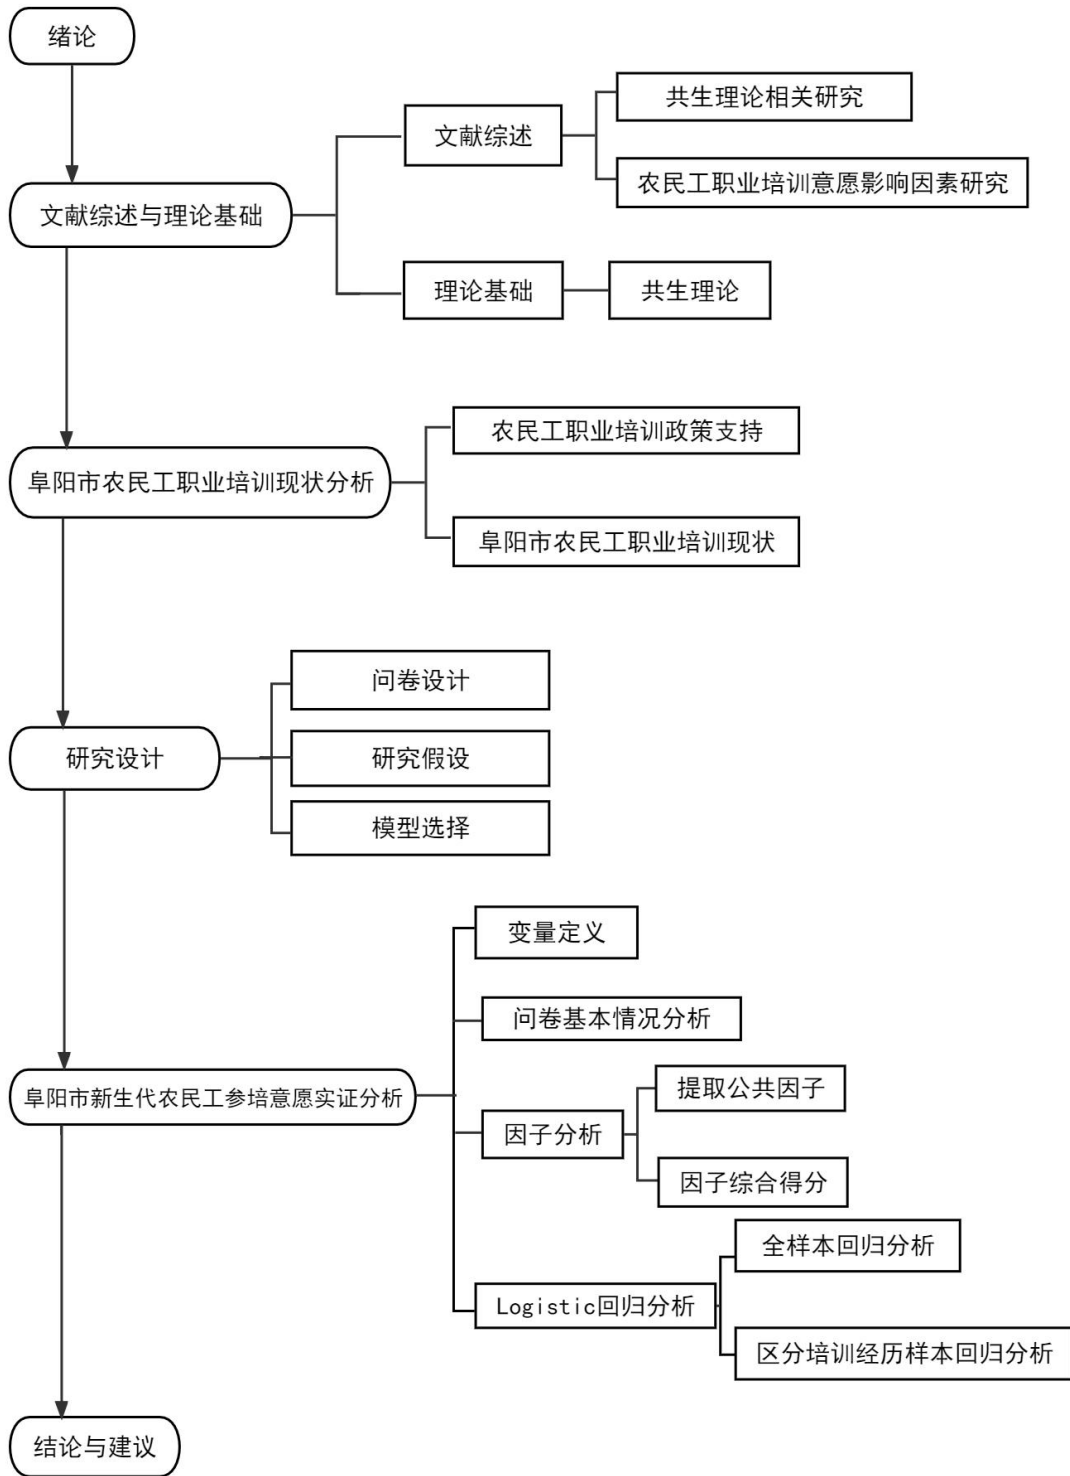 绪论
共生理论相关研究
文献综述
农民工职业培训意愿影响因素研究
文献综述与理论基础
理论基础
共生理论
农民工职业培训政策支持
阜阳市农民工职业培训现状分析
阜阳市农民工职业培训现状
问卷设计
研究设计
研究假设
模型选择
变量定义
问卷基本情况分析
提取公共因子
阜阳市新生代农民工参培意愿实证分析
因子分析
因子综合得分
全样本回归分析
Logistic回归分析
区分培训经历样本回归分析
结论与建议